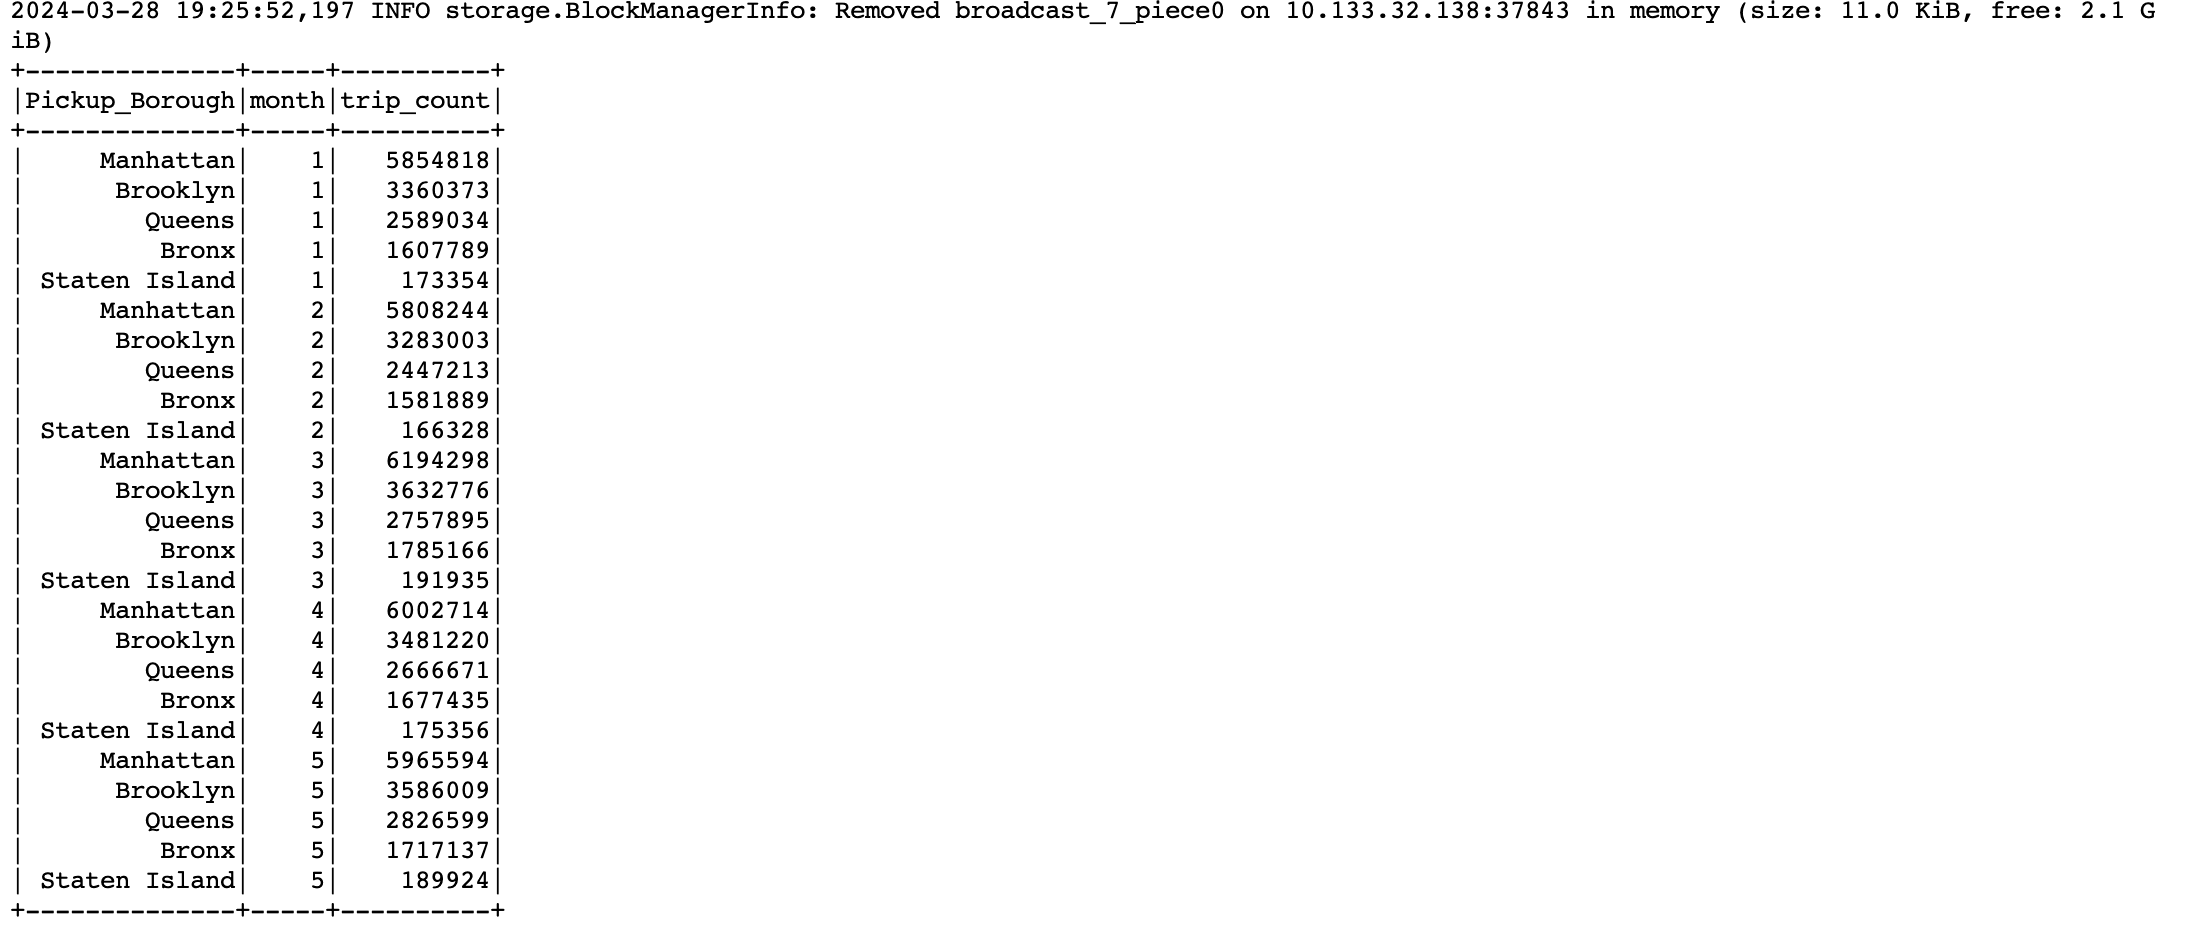 2024-03-28 19:25:52,197 INFO storage.BlockManagerInfo: Removed broadcast_7_piece0 on 10.133.32.138:37843 in memory (size: 11.0 KiB, free: 2.1 G
iB)
+--------------+-----+----------+
|Pickup_Borough|month|trip_count|
+--------------+-----+----------+
|     Manhattan|    1|   5854818|
|      Brooklyn|    1|   3360373|
|        Queens|    1|   2589034|
|         Bronx|    1|   1607789|
| Staten Island|    1|    173354|
|     Manhattan|    2|   5808244|
|      Brooklyn|    2|   3283003|
|        Queens|    2|   2447213|
|         Bronx|    2|   1581889|
| Staten Island|    2|    166328|
|     Manhattan|    3|   6194298|
|      Brooklyn|    3|   3632776|
|        Queens|    3|   2757895|
|         Bronx|    3|   1785166|
| Staten Island|    3|    191935|
|     Manhattan|    4|   6002714|
|      Brooklyn|    4|   3481220|
|        Queens|    4|   2666671|
|         Bronx|    4|   1677435|
| Staten Island|    4|    175356|
|     Manhattan|    5|   5965594|
|      Brooklyn|    5|   3586009|
|        Queens|    5|   2826599|
|         Bronx|    5|   1717137|
| Staten Island|    5|    189924|
+--------------+-----+----------+